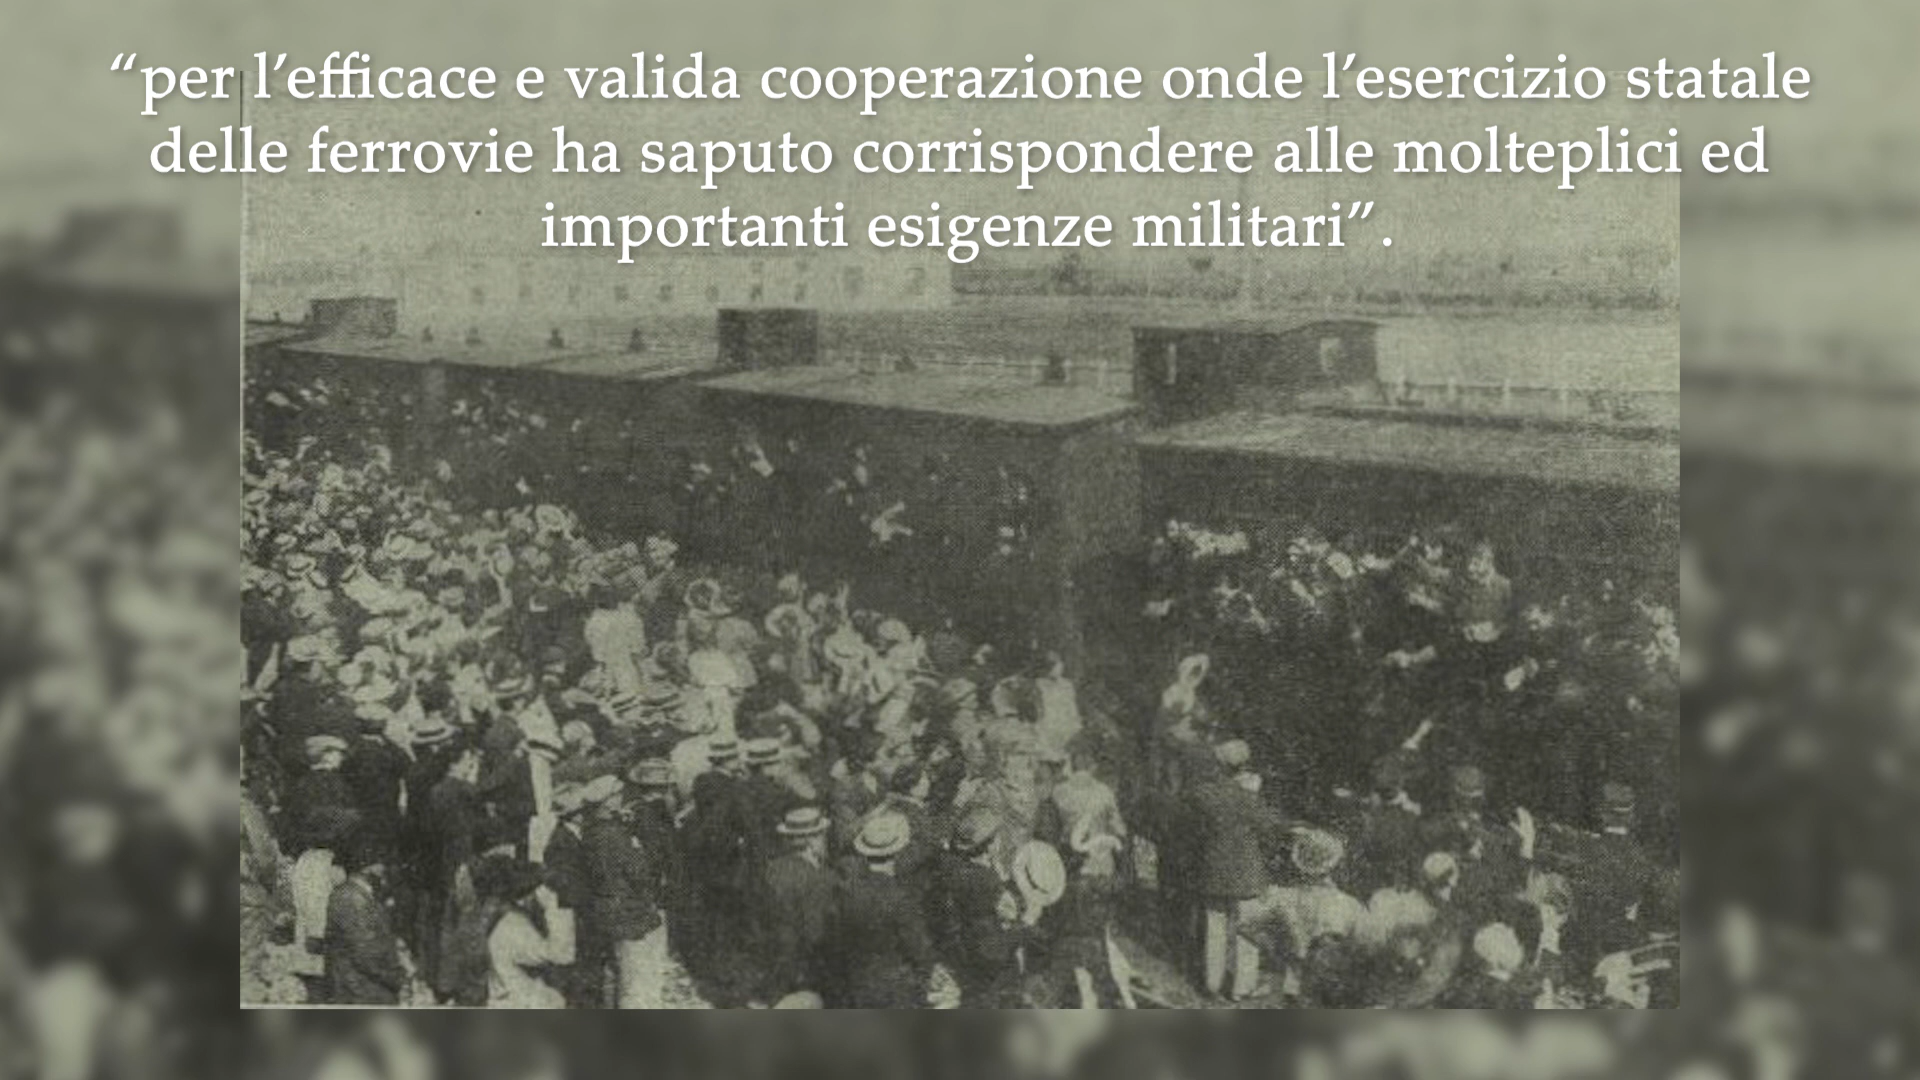 “per l’efficace e valida cooperazione onde l’esercizio statale
delle ferrovie ha saputo corrispondere alle molteplici ed
importanti esigenze militari”.